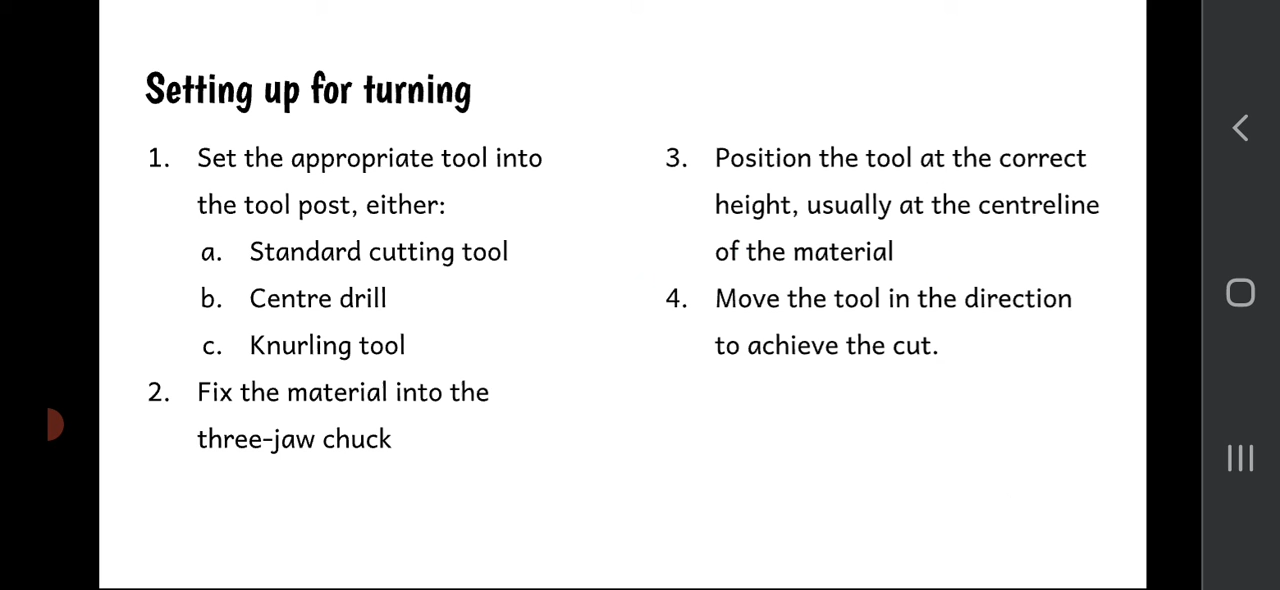 Setting up for turning
1. Set the appropriate tool into
the tool post, either:
a. Standard cutting tool
b. Centre drill
c. Knurling tool
2. Fix the material into the
three-jaw chuck
3. Position the tool at the correct
height, usually at the centreline
of the material
4. Move the tool in the direction
to achieve the cut.